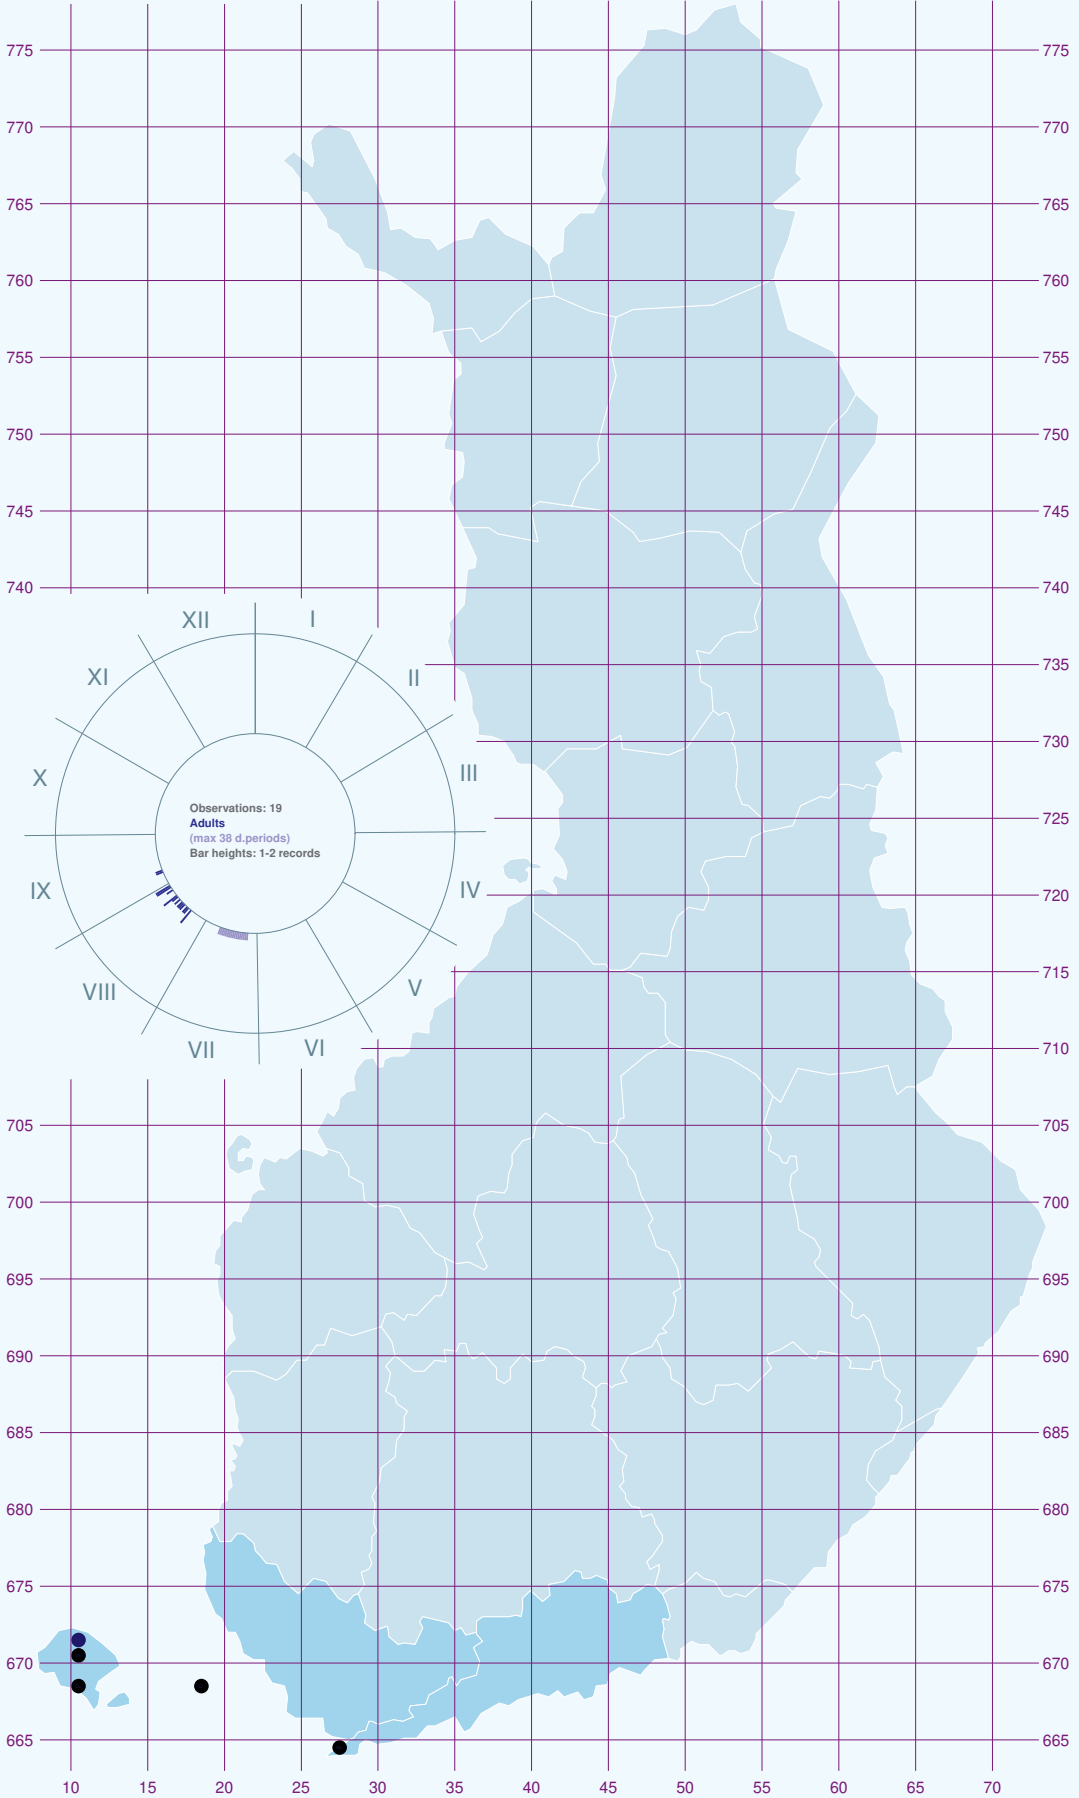 775 775
770 770
765 765
760 760
755 755
750 750
745 745
740 740
XII I
XI II
735
730
X III
Observations: 19
Adults
(max 38 d.periods)
Bar heights: 1-2 records
725
IX IV
720
VIII V
715
VII VI
710
705 705
700 700
695 695
690 690
685 685
680 680
675 675
670 670
665 665
10 15 20 25 30 35 40 45 50 55 60 65 70